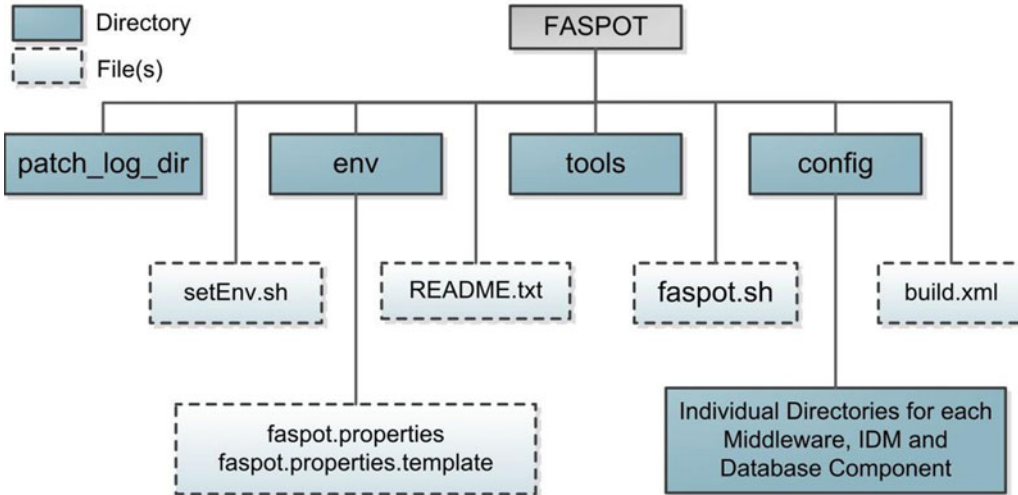 Directory
File(s)
FASPOT
patch_log_dir
env
tools
config
setEnv.sh
README.txt
faspot.sh
build.xml
faspot.properties
faspot.properties.template
Individual Directories for each
Middleware, IDM and
Database Component